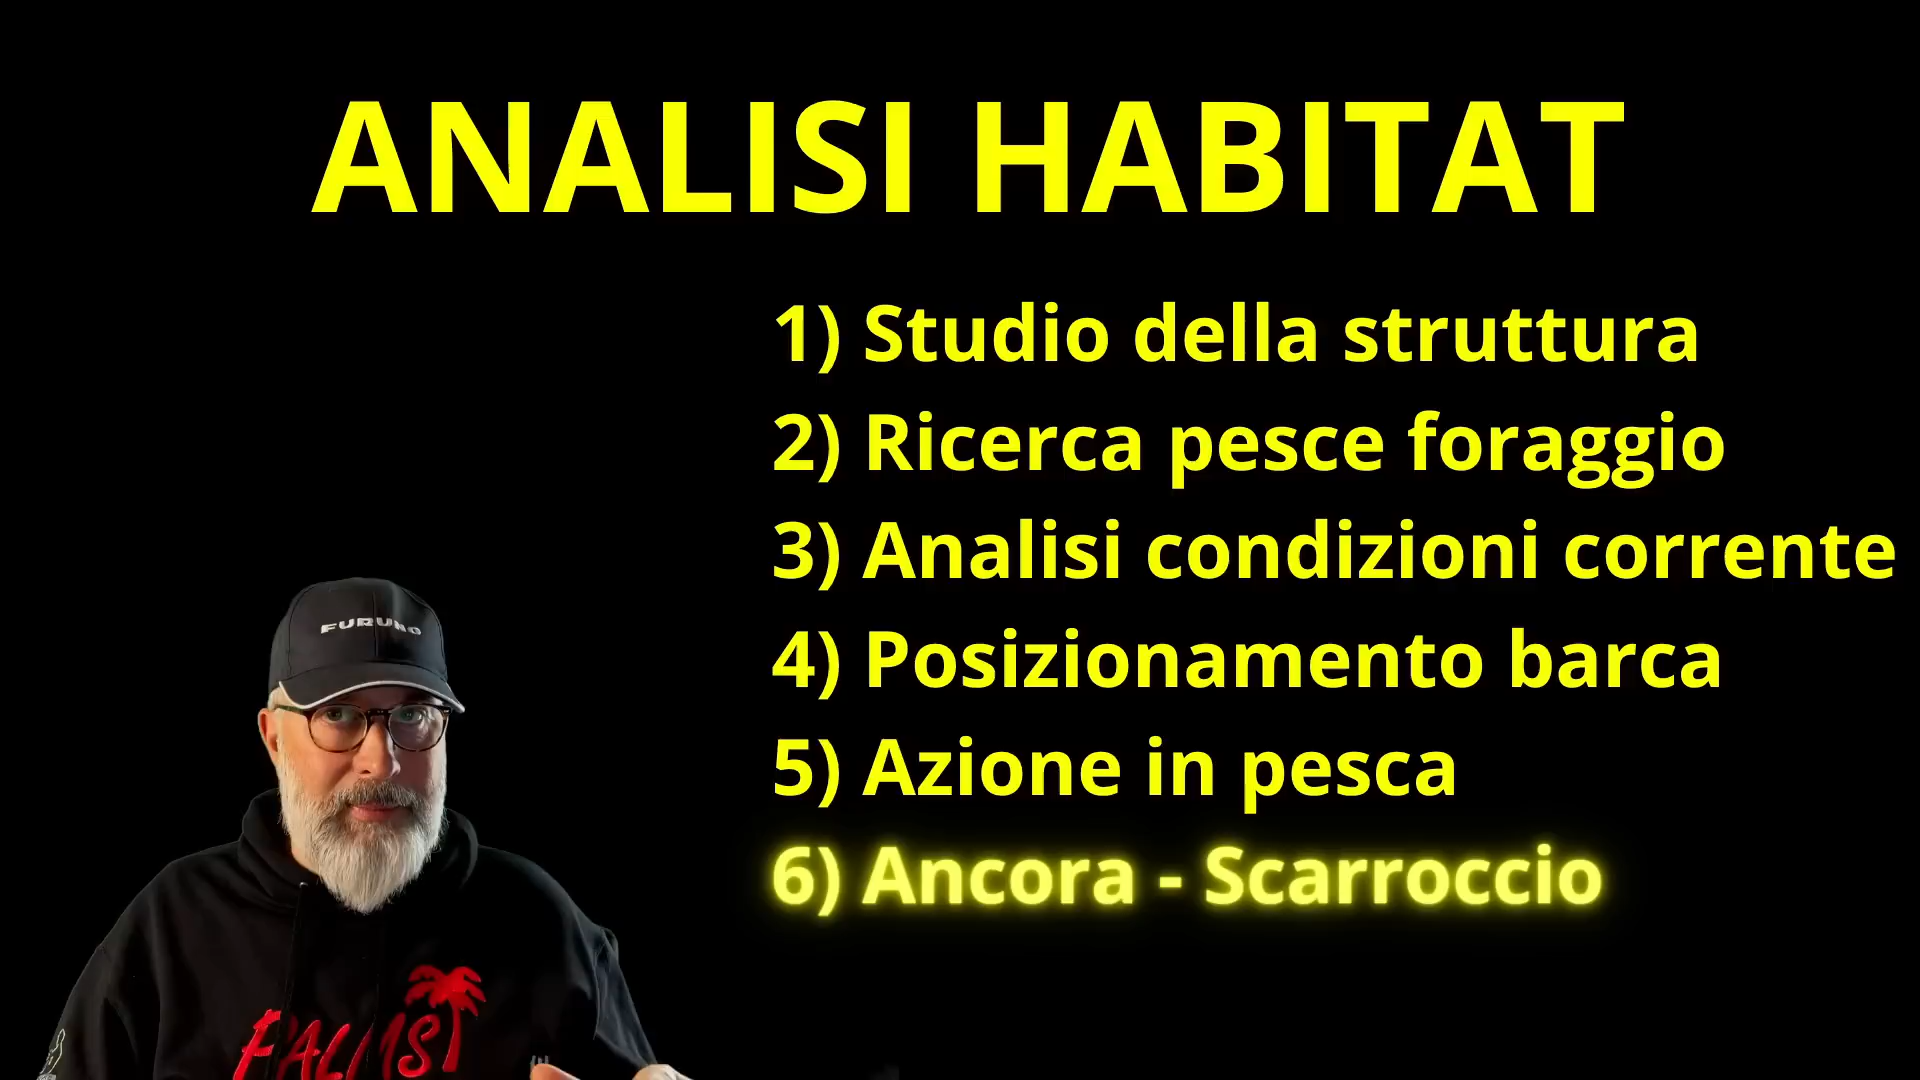 ANALISI HABITAT
1) Studio della struttura
2) Ricerca pesce foraggio
3) Analisi condizioni corrente
4) Posizionamento barca
5) Azione in pesca
6) Ancora - Scarroccio
FURUNO
PALMS